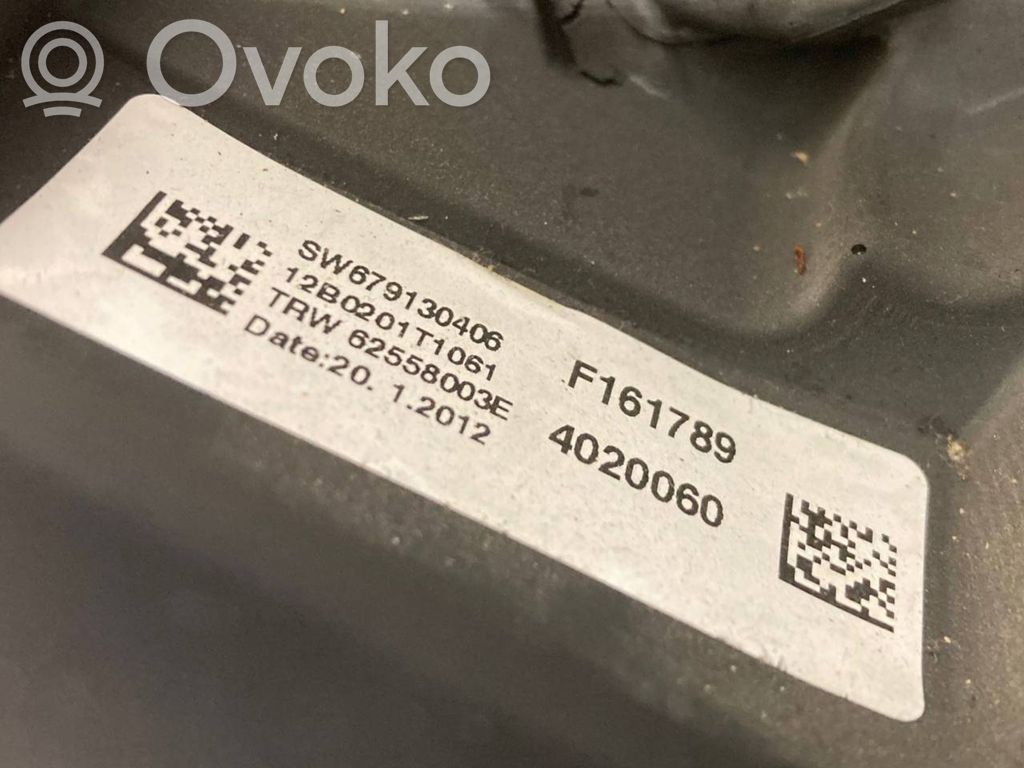 Ovoko
SW679130406
12B0201T1061
TRW 62558003E
Date:20. 1.2012
F161789
4020060